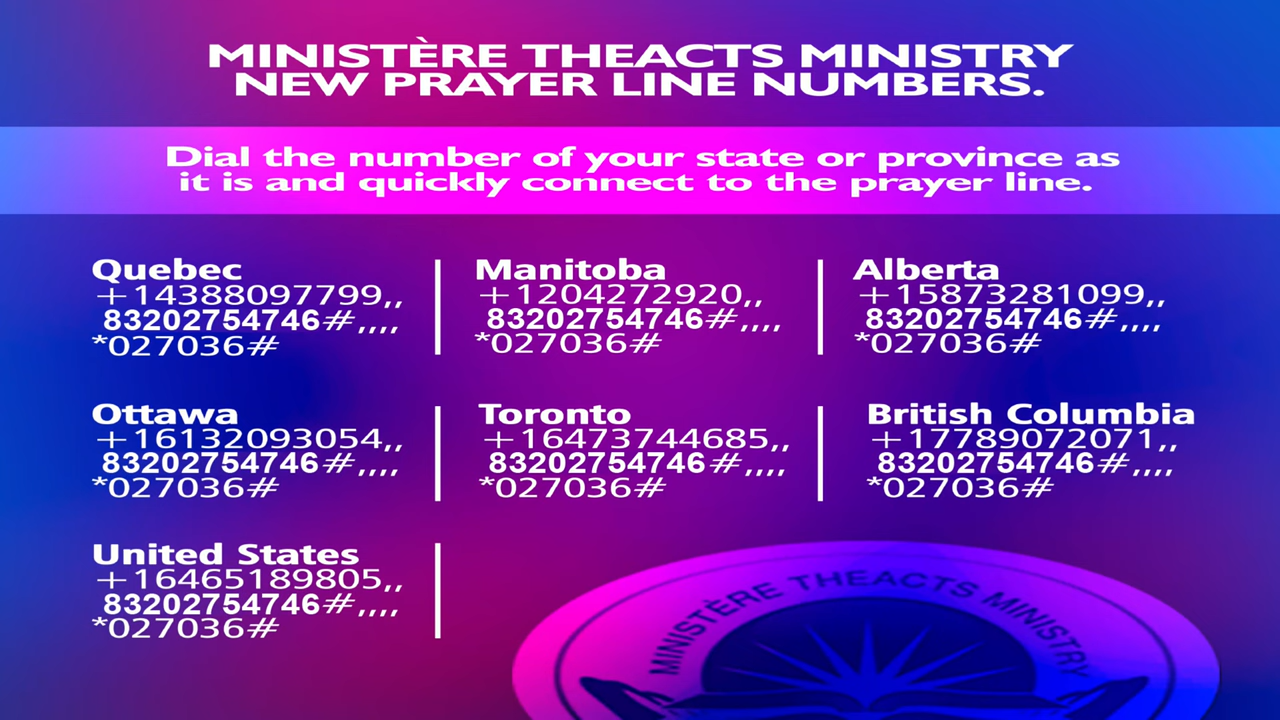 MINISTÈRE THEACTS MINISTRY
NEW PRAYER LINE NUMBERS.
Dial the number of your state or province as
it is and quickly connect to the prayer line.
Quebec
+14388097799,,
83202754746#,,,,
*027036#
Manitoba
+1204272920,,
83202754746#,,,,
*027036#
Alberta
+15873281099,,
83202754746#,,,,
*027036#
Ottawa
+16132093054,,
83202754746#,,,,
*027036#
Toronto
+16473744685,,
83202754746#,,,,
*027036#
British Columbia
+17789072071,,
83202754746#,,,,
*027036#
United States
+16465189805,,
83202754746#,,,,
*027036#
MINISTÈRE THEACTS MINISTRY